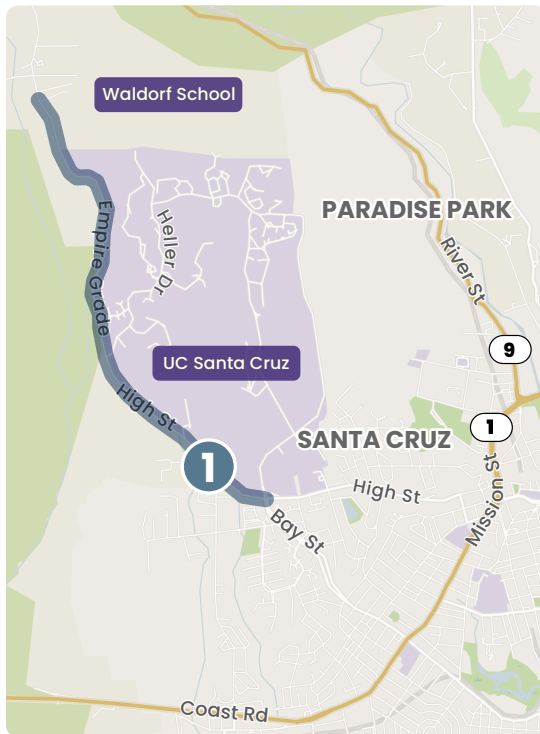 Waldorf School
PARADISE PARK
Empire Grade
Heller Dr
River St
9
UC Santa Cruz
High St
1
SANTA CRUZ
1
High St
Mission St
Bay St
Coast Rd